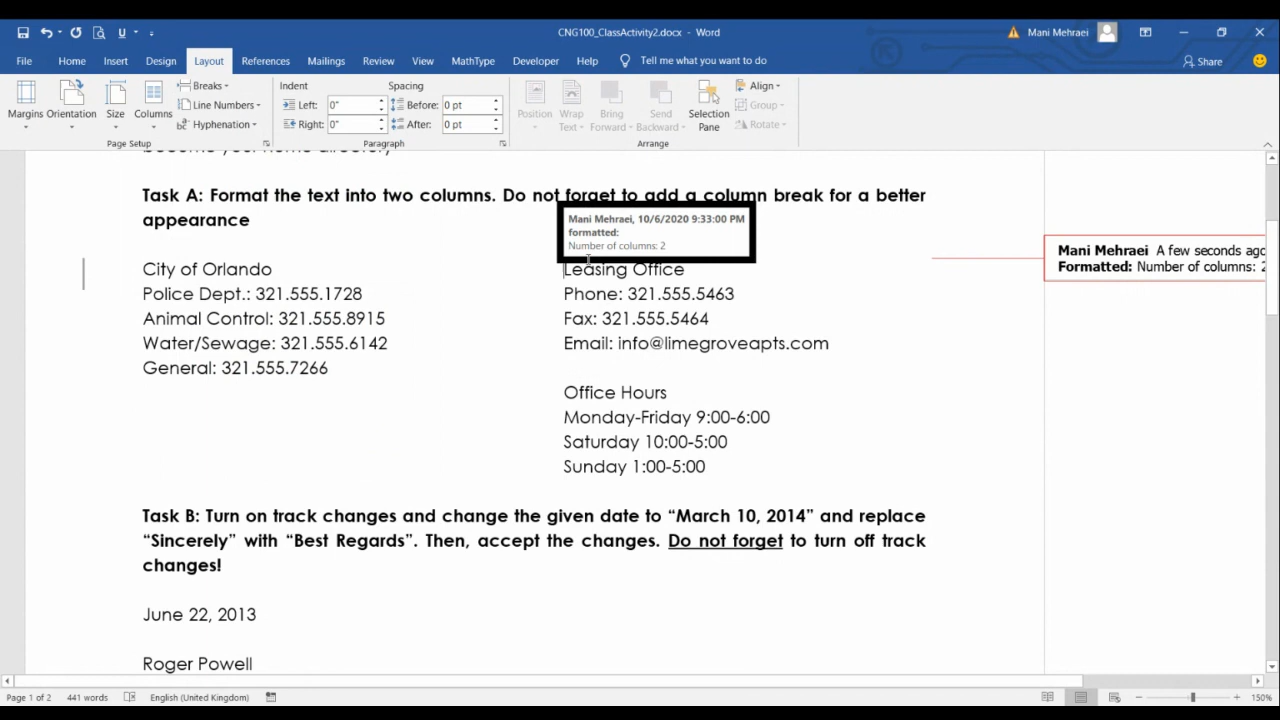 CNG100_ClassActivity2.docx - Word
Mani Mehraei
File Home Insert Design Layout References Mailings Review View MathType Developer Help Tell me what you want to do
Share
Margins
Orientation
Size
Columns
Breaks
Line Numbers
Hyphenation
Page Setup
Indent
Left: 0"
Right: 0"
Spacing
Before: 0 pt
After: 0 pt
Paragraph
Position
Wrap Text
Bring Forward
Send Backward
Selection Pane
Align
Group
Rotate
Arrange
Task A: Format the text into two columns. Do not forget to add a column break for a better
appearance
Mani Mehraei, 10/6/2020 9:33:00 PM
formatted:
Number of columns: 2
Mani Mehraei A few seconds ago
Formatted: Number of columns: 2
City of Orlando
Police Dept.: 321.555.1728
Animal Control: 321.555.8915
Water/Sewage: 321.555.6142
General: 321.555.7266
Leasing Office
Phone: 321.555.5463
Fax: 321.555.5464
Email: info@limegroveapts.com
Office Hours
Monday-Friday 9:00-6:00
Saturday 10:00-5:00
Sunday 1:00-5:00
Task B: Turn on track changes and change the given date to “March 10, 2014” and replace
“Sincerely” with “Best Regards”. Then, accept the changes. Do not forget to turn off track
changes!
June 22, 2013
Roger Powell
Page 1 of 2 441 words English (United Kingdom) 150%